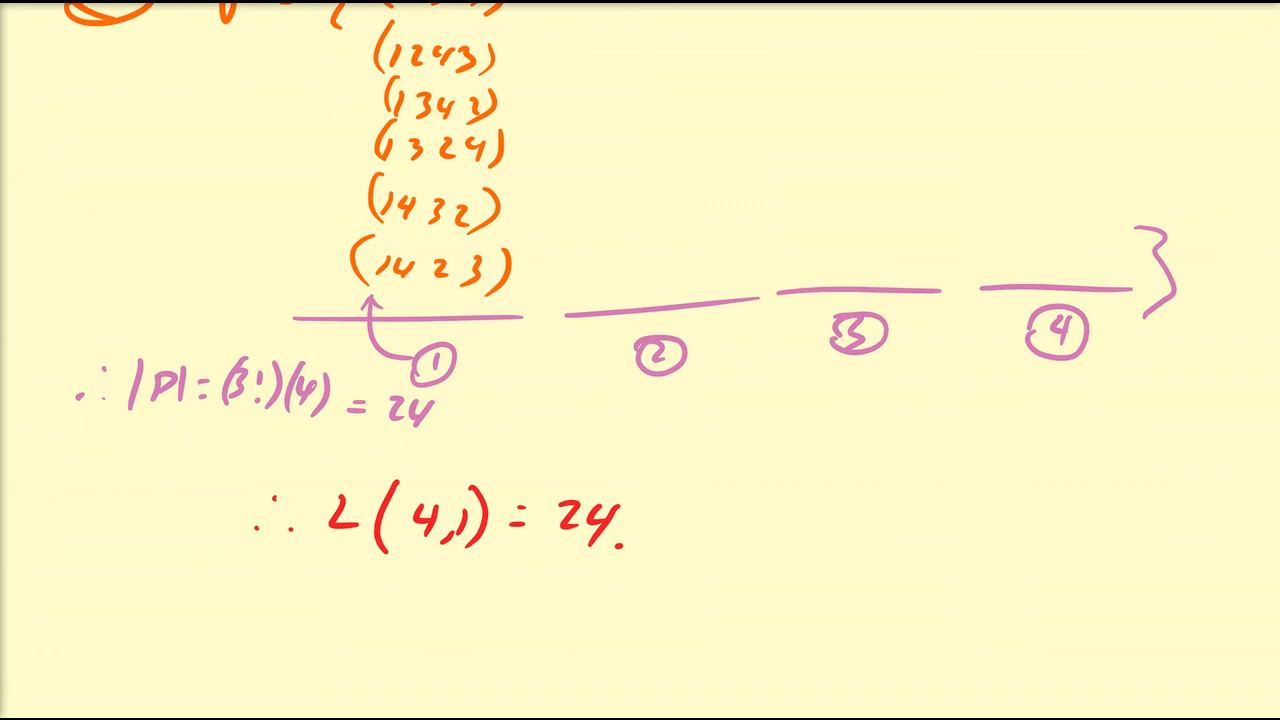 (1243)
(1342)
(1324)
(1432)
(1423)
① ② ③ ④ }
∴ |P| = (3!)(4) = 24
∴ L(4,1) = 24.